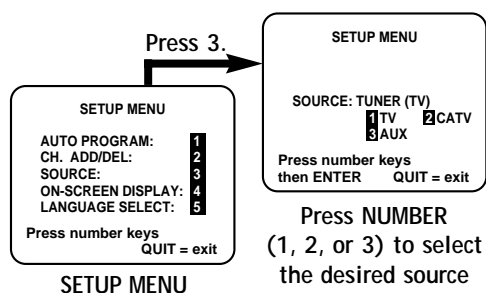 Press 3.
SETUP MENU
AUTO PROGRAM: 1
CH. ADD/DEL: 2
SOURCE: 3
ON-SCREEN DISPLAY: 4
LANGUAGE SELECT: 5
Press number keys
QUIT = exit
SETUP MENU
SETUP MENU
SOURCE: TUNER (TV)
1 TV 2 CATV
3 AUX
Press number keys
then ENTER QUIT = exit
Press NUMBER
(1, 2, or 3) to select
the desired source